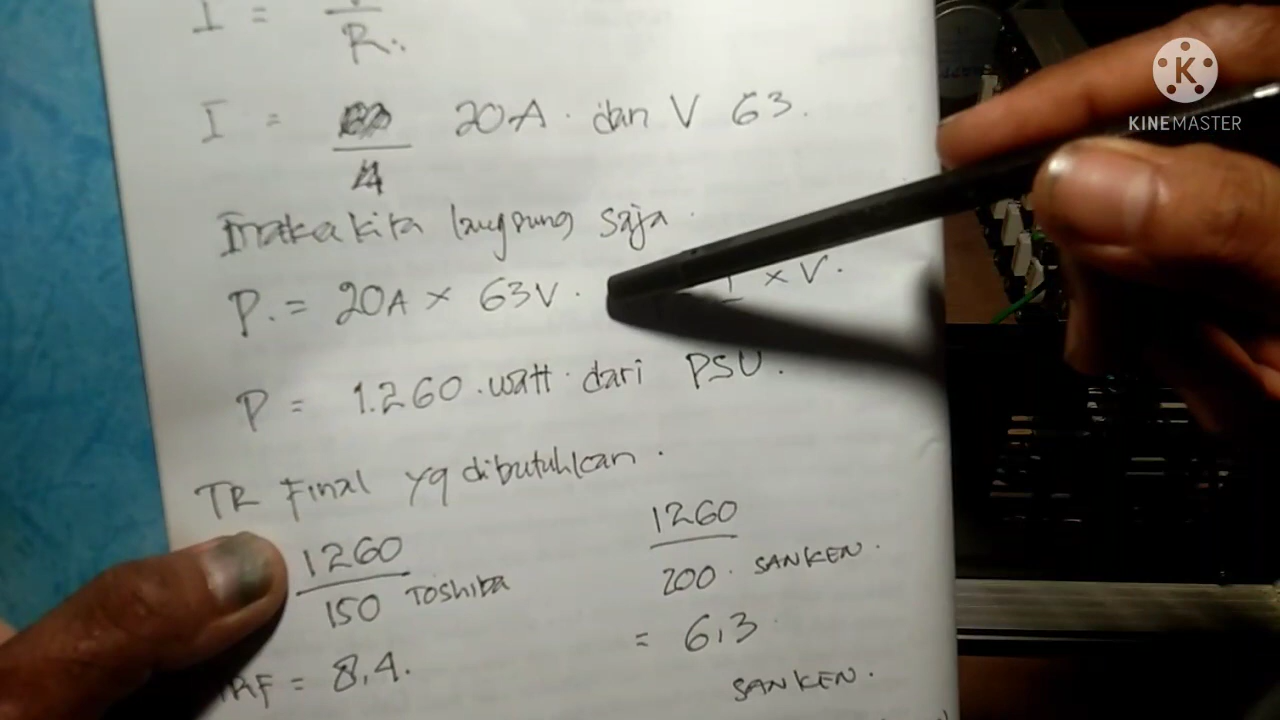 I = V
R.
I = 20A. dan V 63.
4
maka kita langsung saja.
P. = 20A × 63V. I × V.
P = 1.260.watt. dari PSU.
TR Final yg dibutuhkan.
1260
150 Toshiba
1260
200. SANKEN.
= 8,4.
= 6,3
SANKEN.
K
KINEMASTER